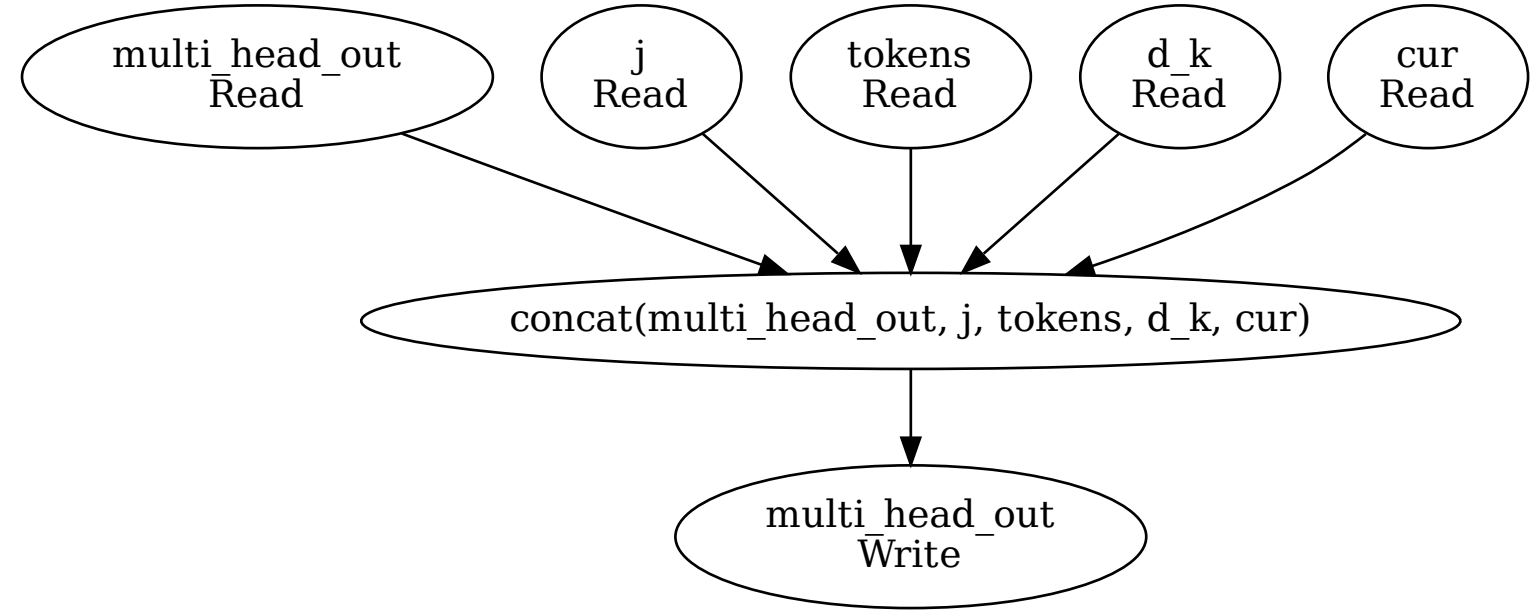 multi_head_out
Read
j
Read
tokens
Read
d_k
Read
cur
Read
concat(multi_head_out, j, tokens, d_k, cur)
multi_head_out
Write